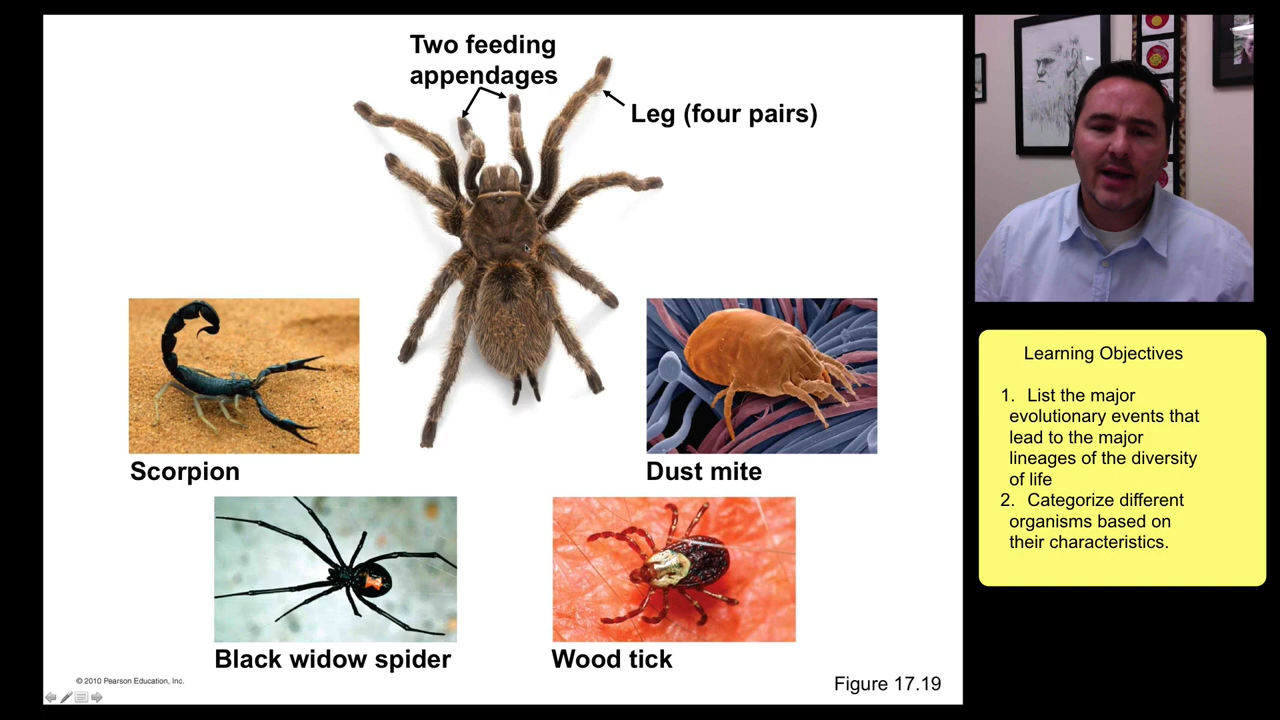 Two feeding
appendages
Leg (four pairs)
Scorpion
Dust mite
Black widow spider
Wood tick
© 2010 Pearson Education, Inc.
Figure 17.19
Learning Objectives
1. List the major
evolutionary events that
lead to the major
lineages of the diversity
of life
2. Categorize different
organisms based on
their characteristics.